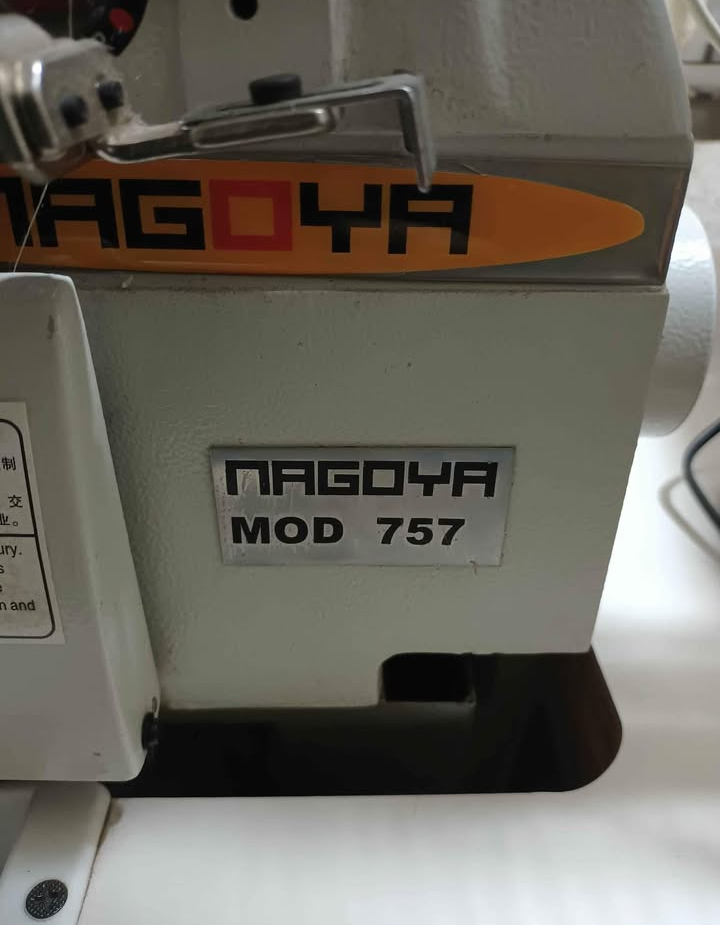 NAGOYA
NAGOYA
MOD 757
制
交
业。
ury.
s
e
n and